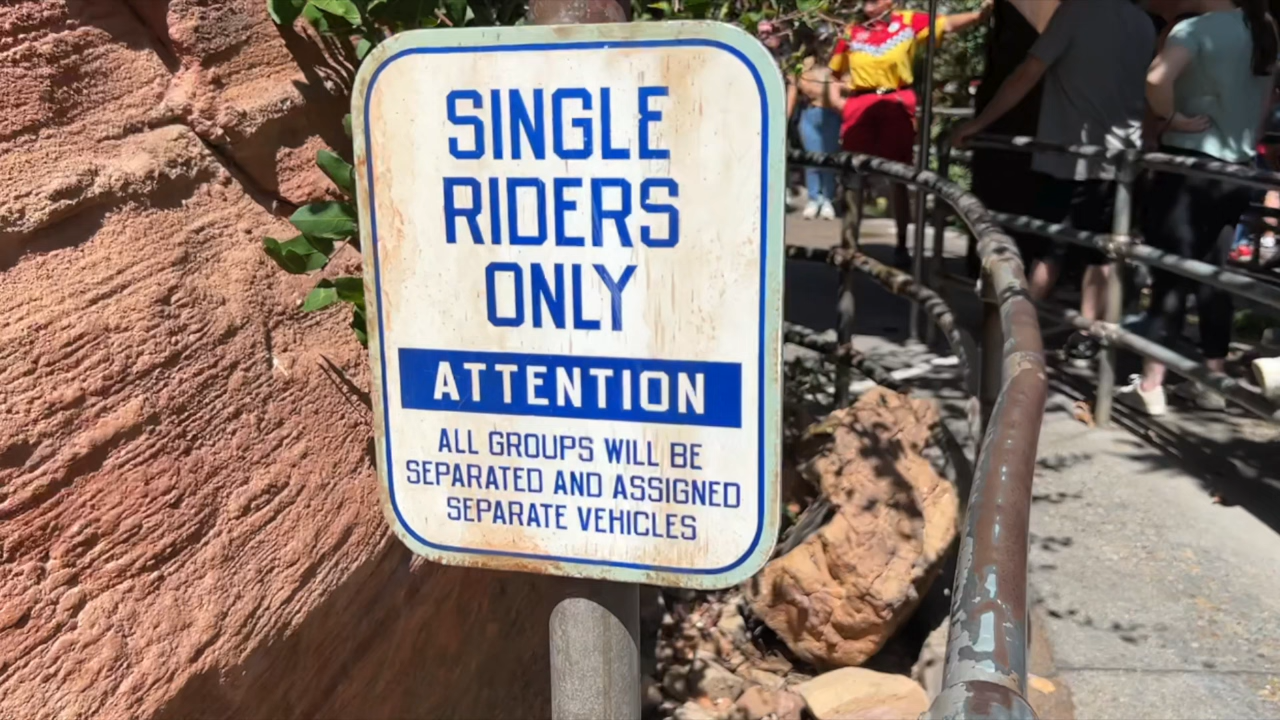 SINGLE
RIDERS
ONLY
ATTENTION
ALL GROUPS WILL BE
SEPARATED AND ASSIGNED
SEPARATE VEHICLES